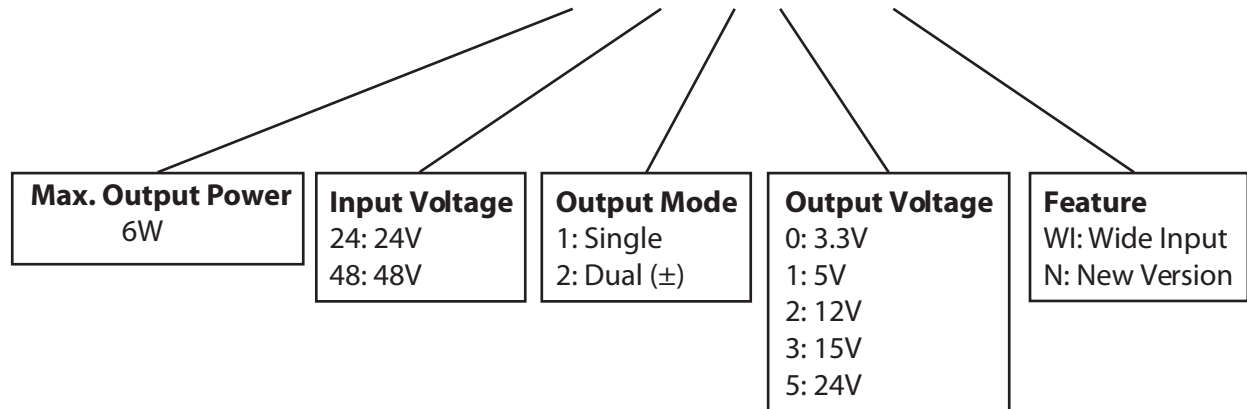 Max. Output Power
6W
Input Voltage
24: 24V
48: 48V
Output Mode
1: Single
2: Dual (±)
Output Voltage
0: 3.3V
1: 5V
2: 12V
3: 15V
5: 24V
Feature
WI: Wide Input
N: New Version